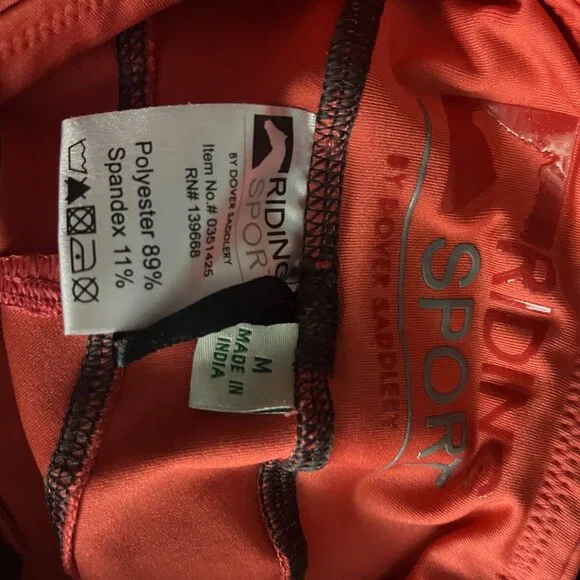 RIDING
SPOR
BY DOVER SADDLERY
Item No.# 0351425
RN# 139668
Polyester 89%
Spandex 11%
M
MADE IN
INDIA
RIDING
SPORT
BY DOVER SADDLERY